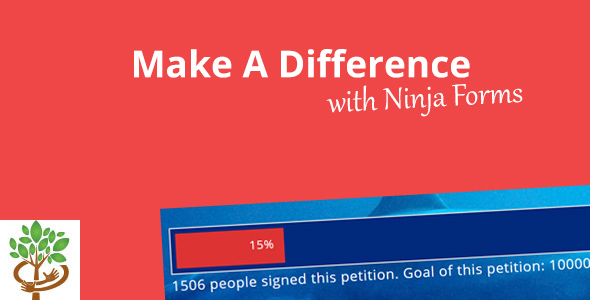 Make A Difference
with Ninja Forms
15%
1506 people signed this petition. Goal of this petition: 10000